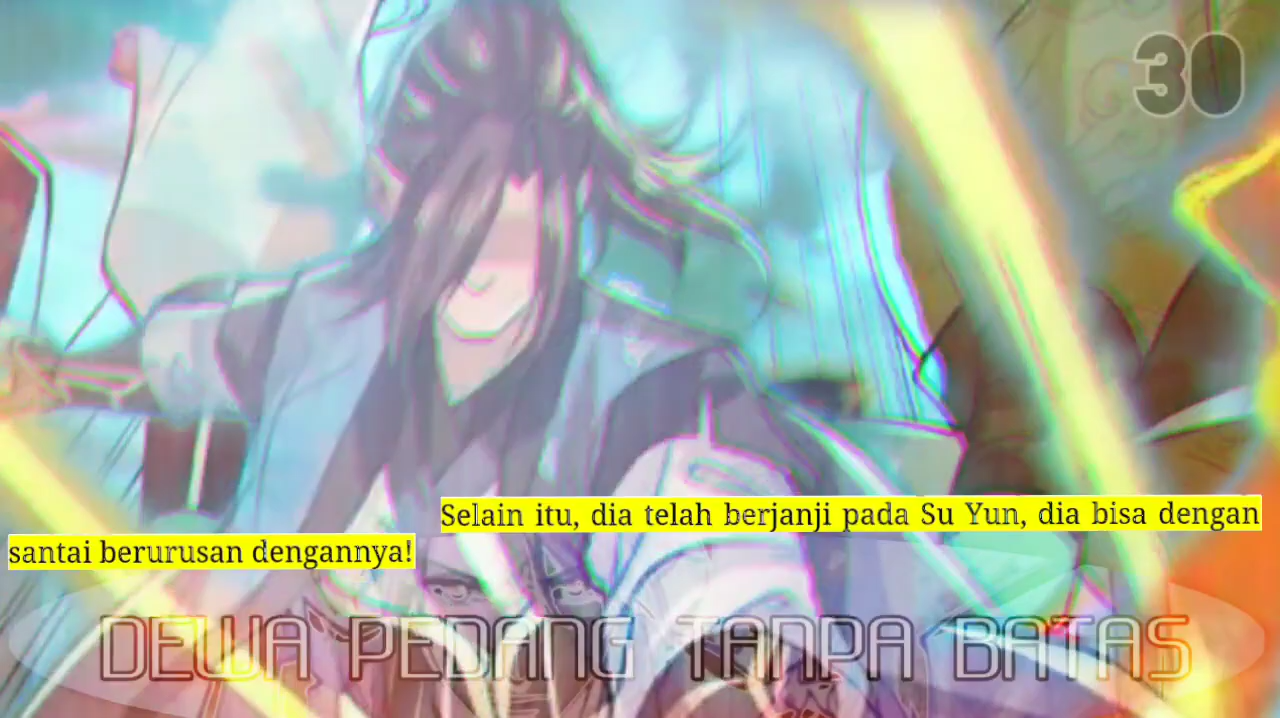 30
Selain itu, dia telah berjanji pada Su Yun, dia bisa dengan
santai berurusan dengannya!
DEWA PEDANG TANPA BATAS